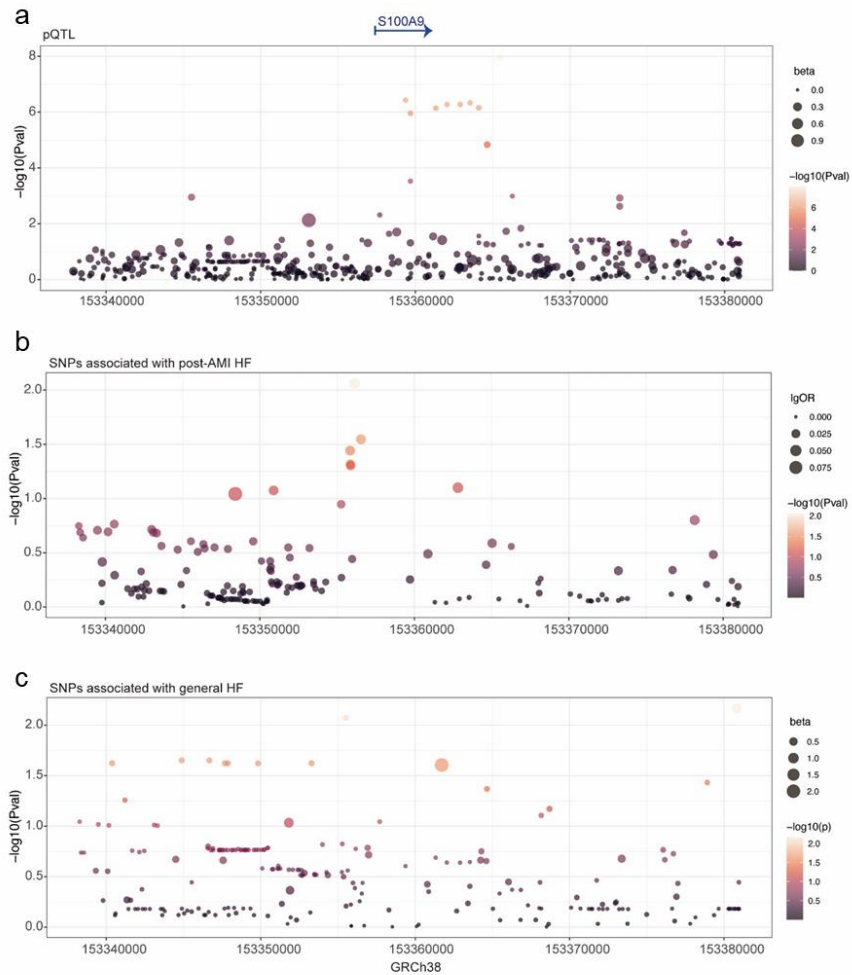 a
S100A9
pQTL
8
6
4
2
0
-log10(Pval)
153340000 153350000 153360000 153370000 153380000
beta
0.0
0.3
0.6
0.9
-log10(Pval)
6
4
2
0
b
SNPs associated with post-AMI HF
2.0
1.5
1.0
0.5
0.0
-log10(Pval)
153340000 153350000 153360000 153370000 153380000
lgOR
0.000
0.025
0.050
0.075
-log10(Pval)
2.0
1.5
1.0
0.5
c
SNPs associated with general HF
2.0
1.5
1.0
0.5
0.0
-log10(Pval)
153340000 153350000 153360000 153370000 153380000
GRCh38
beta
0.5
1.0
1.5
2.0
-log10(p)
2.0
1.5
1.0
0.5